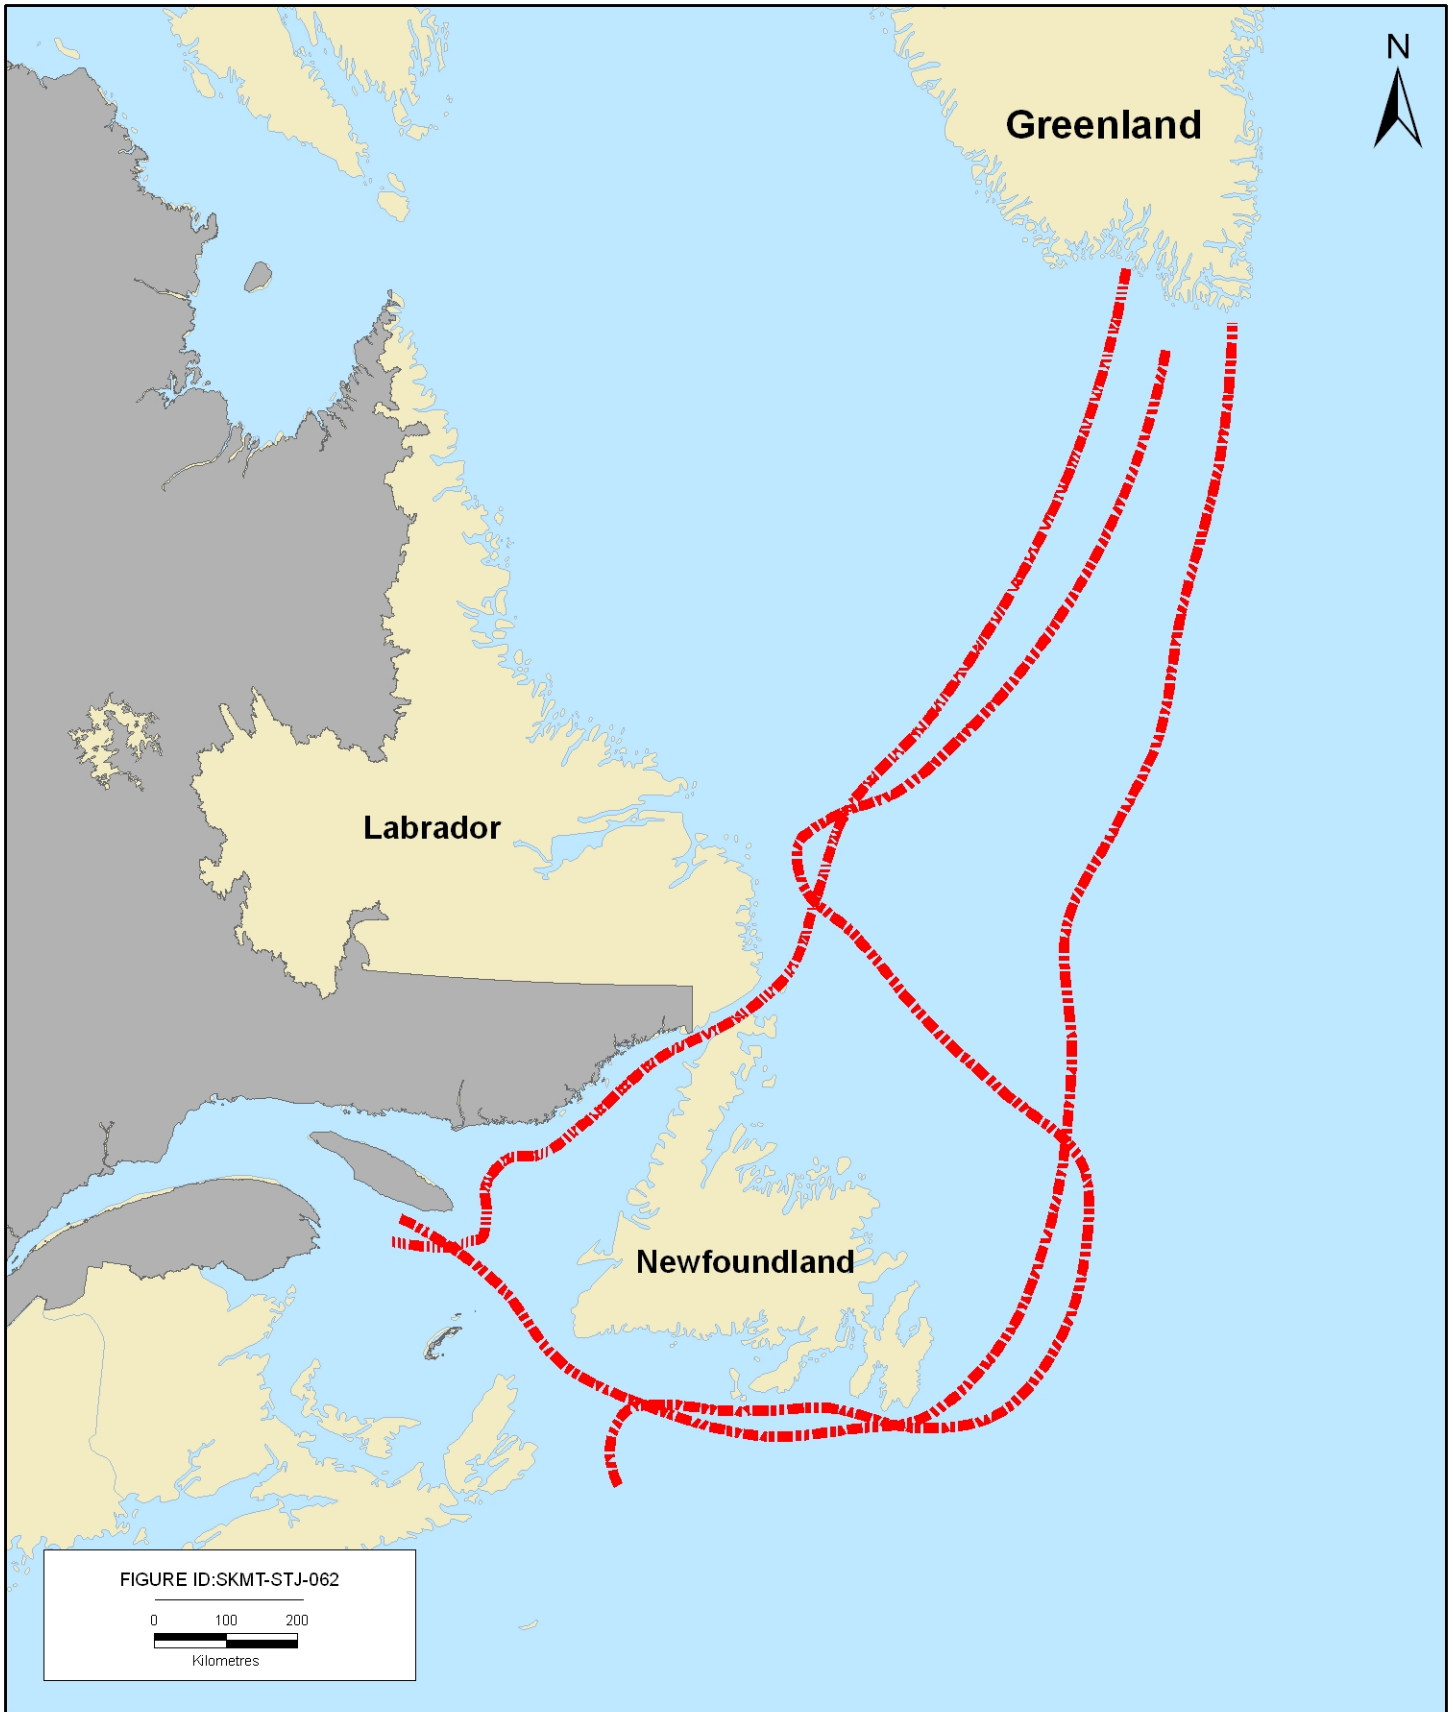 N
Greenland
Labrador
Newfoundland
FIGURE ID:SKMT-STJ-062
0 100 200
Kilometres